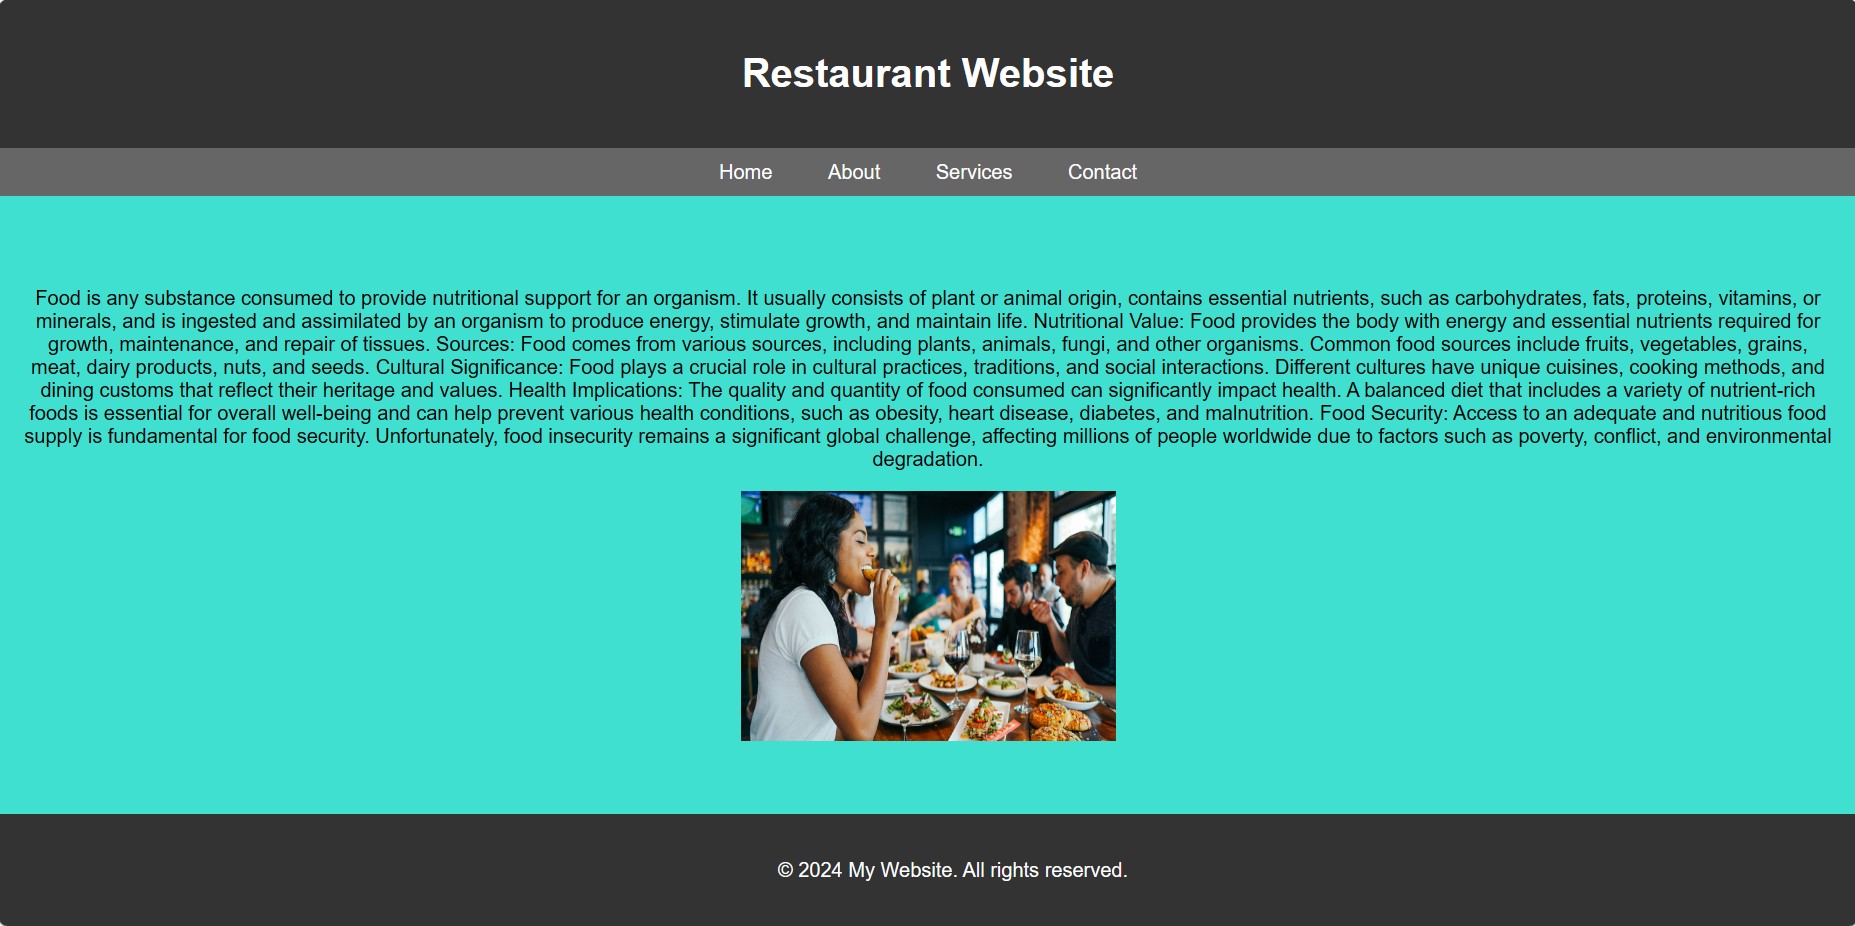 Restaurant Website
Home About Services Contact
Food is any substance consumed to provide nutritional support for an organism. It usually consists of plant or animal origin, contains essential nutrients, such as carbohydrates, fats, proteins, vitamins, or
minerals, and is ingested and assimilated by an organism to produce energy, stimulate growth, and maintain life. Nutritional Value: Food provides the body with energy and essential nutrients required for
growth, maintenance, and repair of tissues. Sources: Food comes from various sources, including plants, animals, fungi, and other organisms. Common food sources include fruits, vegetables, grains,
meat, dairy products, nuts, and seeds. Cultural Significance: Food plays a crucial role in cultural practices, traditions, and social interactions. Different cultures have unique cuisines, cooking methods, and
dining customs that reflect their heritage and values. Health Implications: The quality and quantity of food consumed can significantly impact health. A balanced diet that includes a variety of nutrient-rich
foods is essential for overall well-being and can help prevent various health conditions, such as obesity, heart disease, diabetes, and malnutrition. Food Security: Access to an adequate and nutritious food
supply is fundamental for food security. Unfortunately, food insecurity remains a significant global challenge, affecting millions of people worldwide due to factors such as poverty, conflict, and environmental
degradation.
© 2024 My Website. All rights reserved.